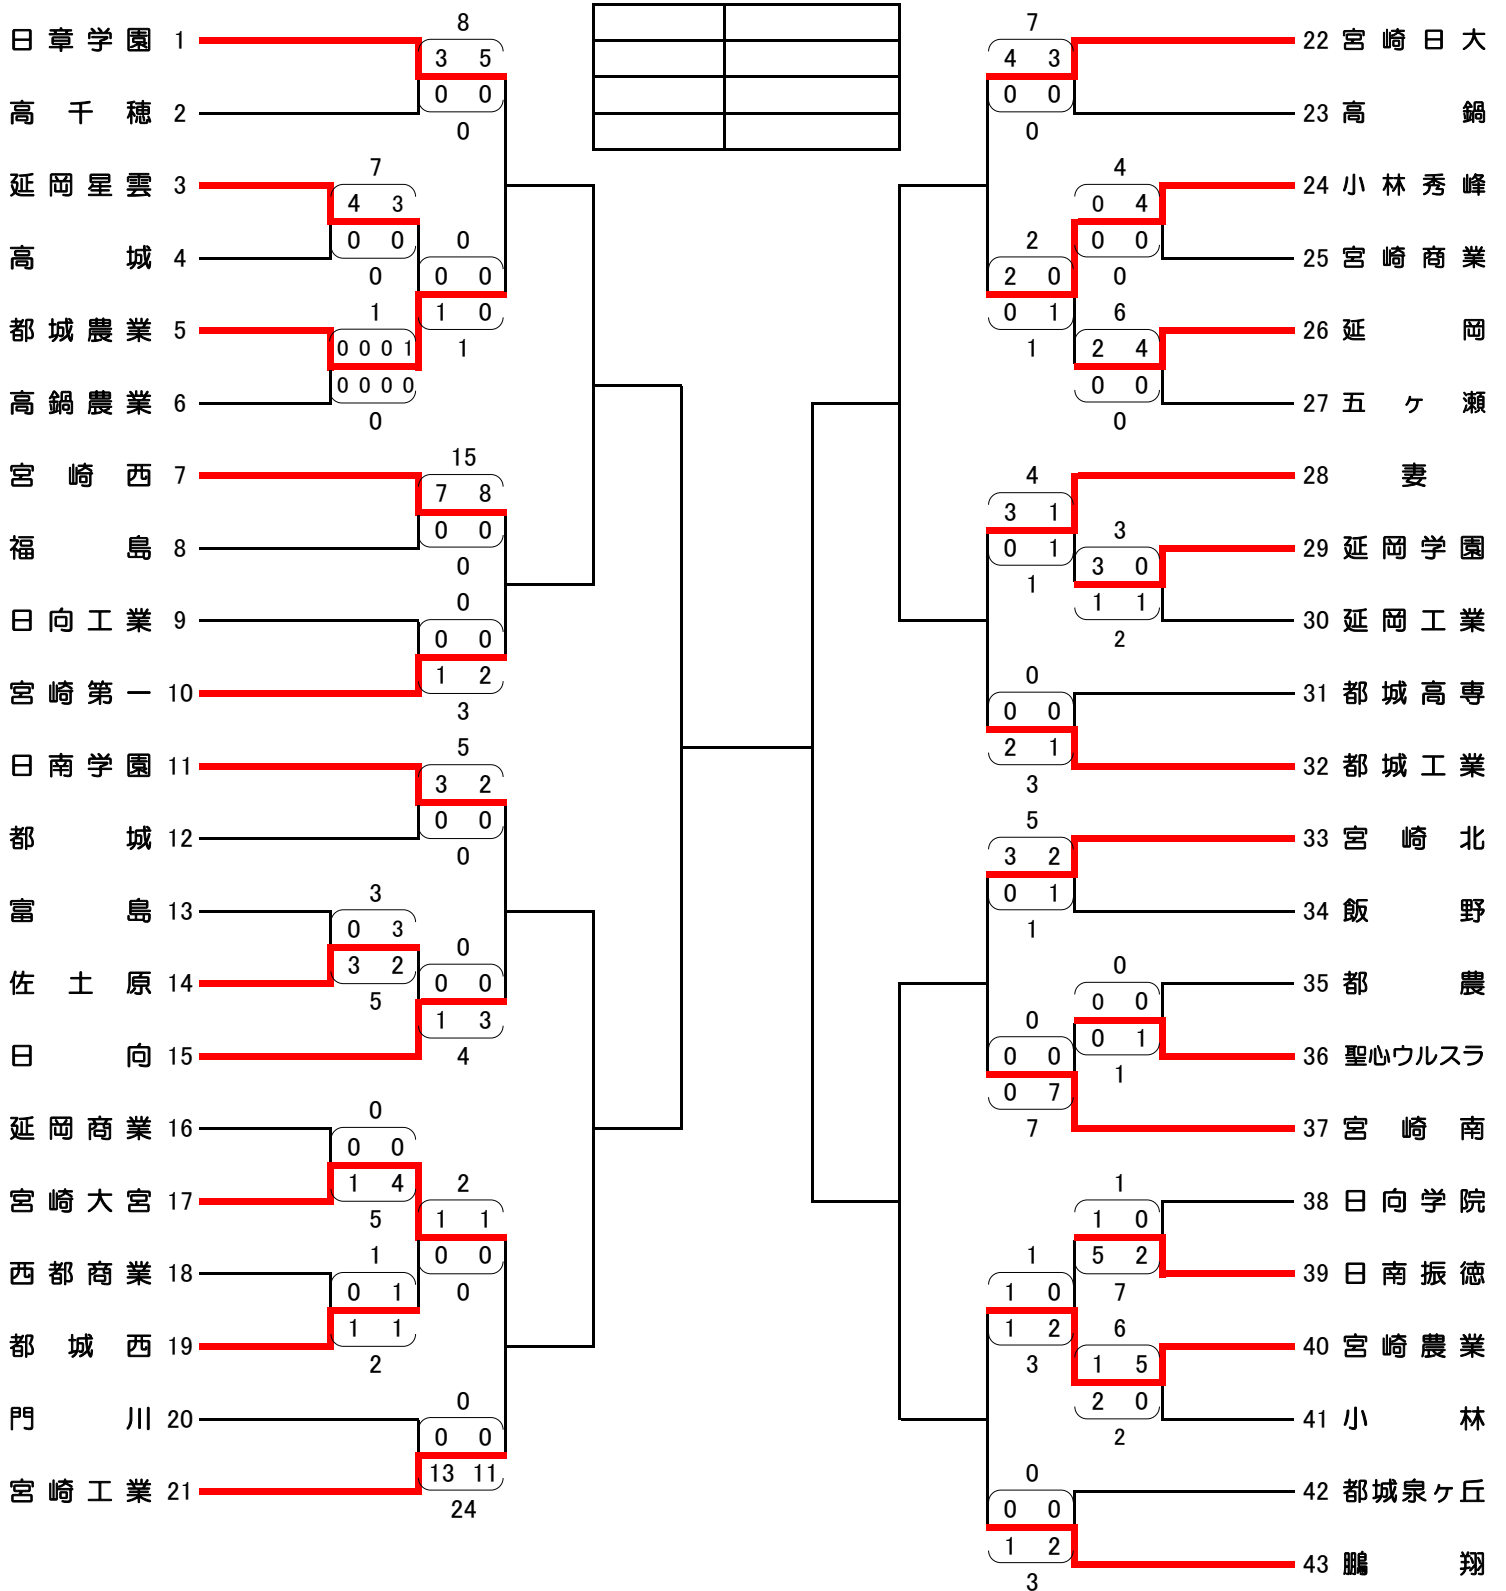 日章学園 1
高千穂 2
延岡星雲 3
高城 4
都城農業 5
高鍋農業 6
宮崎西 7
福島 8
日向工業 9
宮崎第一 10
日南学園 11
都城 12
富島 13
佐土原 14
日向 15
延岡商業 16
宮崎大宮 17
西都商業 18
都城西 19
門川 20
宮崎工業 21
7
4 3
0 0
0
1
0 0 0 1
0 0 0 0
0
3
0 3
3 2
5
0
0 0
1 4
5
1
0 1
1 1
2
8
3 5
0 0
0
0
0 0
1 0
1
15
7 8
0 0
0
0
0 0
1 2
3
5
3 2
0 0
0
0
0 0
1 3
4
2
1 1
0 0
0
0
0 0
13 11
24
7
4 3
0 0
0
2
2 0
0 1
1
4
3 1
0 1
1
0
0 0
2 1
3
5
3 2
0 1
1
0
0 0
0 7
7
1
1 0
1 2
3
0
0 0
1 2
3
4
0 4
0 0
0
6
2 4
0 0
0
3
3 0
1 1
2
0
0 0
0 1
1
1
1 0
5 2
7
6
1 5
2 0
2
22 宮崎日大
23 高鍋
24 小林秀峰
25 宮崎商業
26 延岡
27 五ヶ瀬
28 妻
29 延岡学園
30 延岡工業
31 都城高専
32 都城工業
33 宮崎北
34 飯野
35 都農
36 聖心ウルスラ
37 宮崎南
38 日向学院
39 日南振徳
40 宮崎農業
41 小林
42 都城泉ヶ丘
43 鵬翔